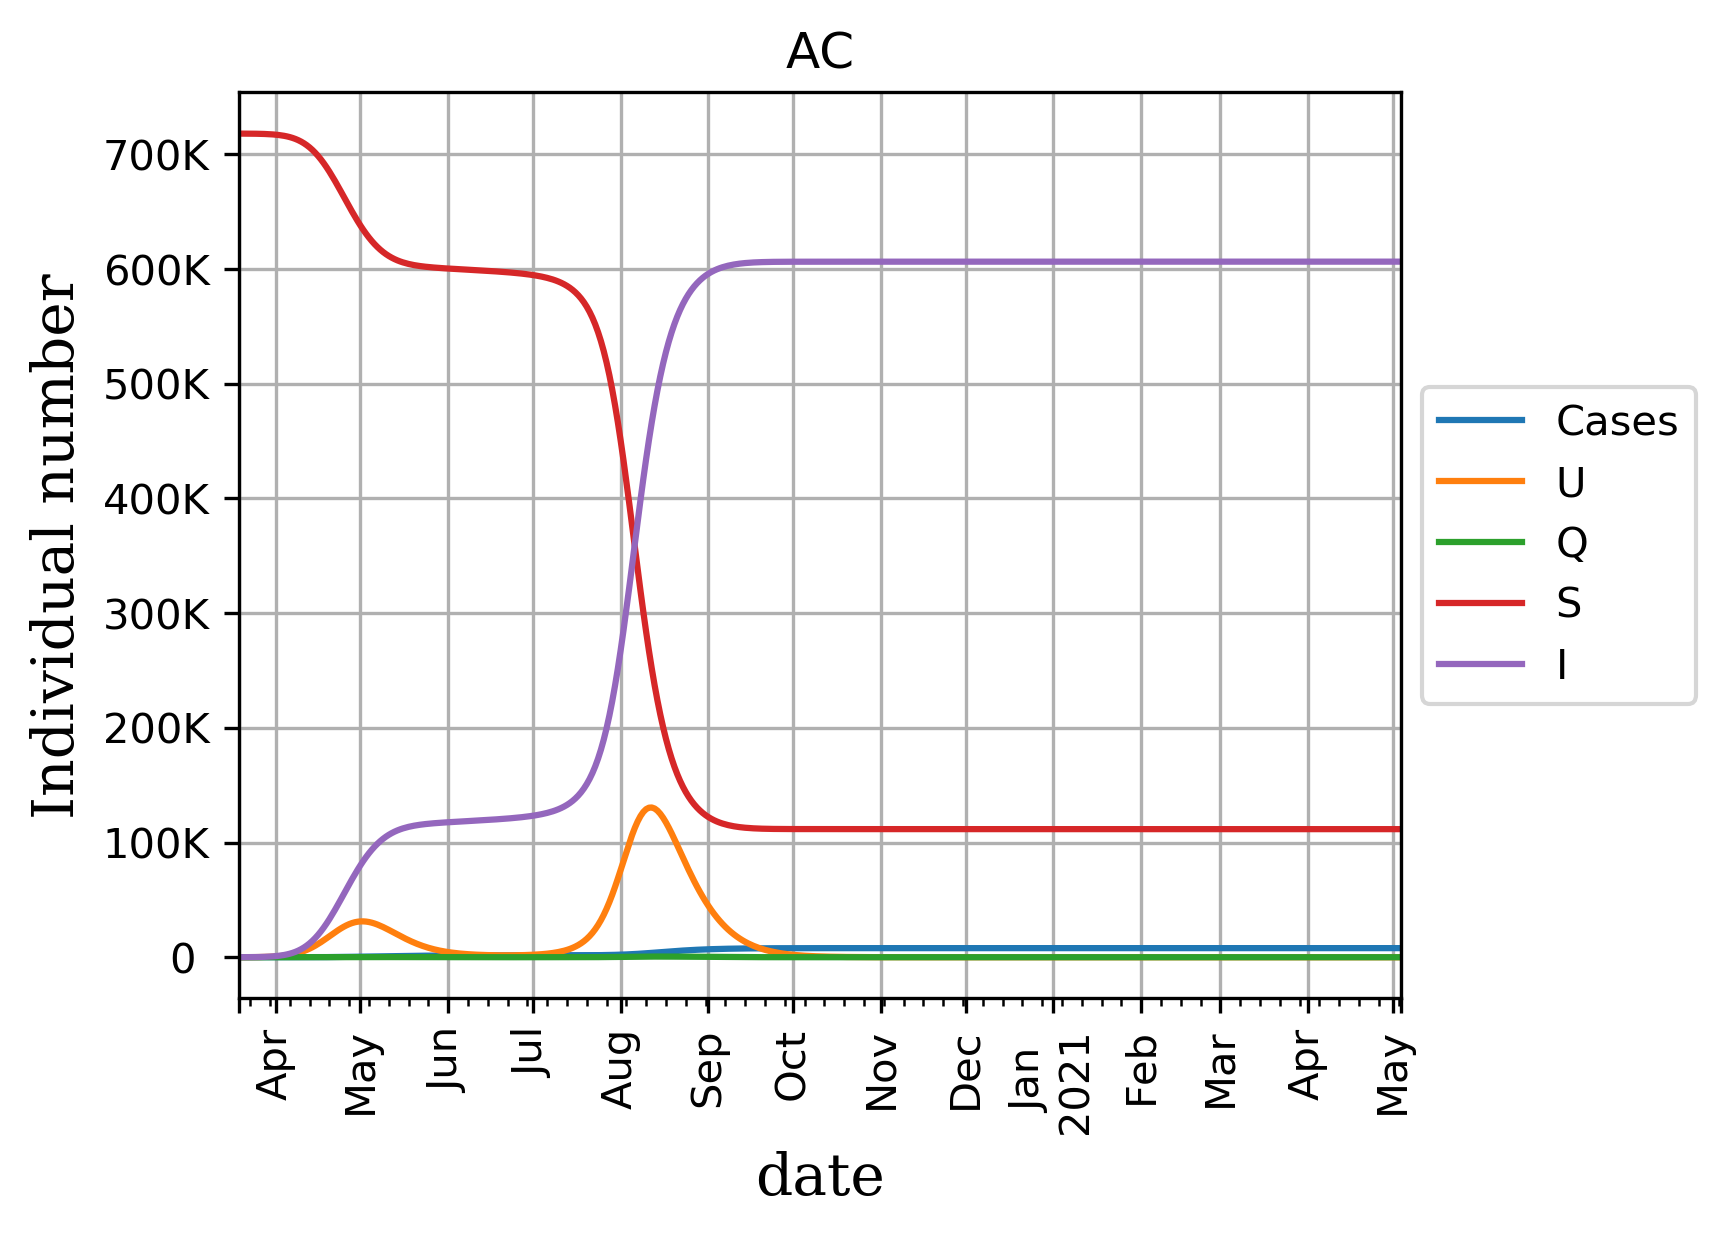 AC
Individual number
700K
600K
500K
400K
300K
200K
100K
0
Apr
May
Jun
Jul
Aug
Sep
Oct
Nov
Dec
Jan
2021
Feb
Mar
Apr
May
date
Cases
U
Q
S
I